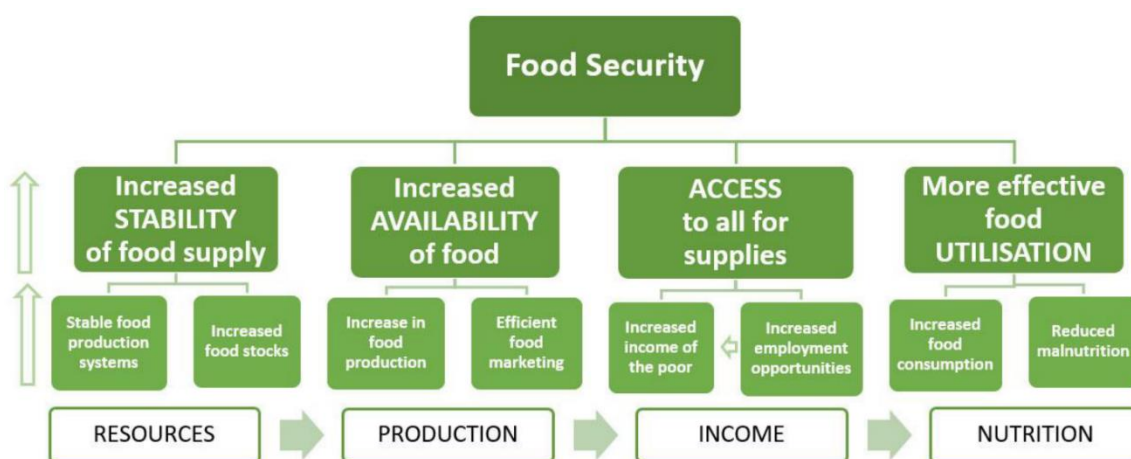 Food Security
Increased
STABILITY
of food supply
Increased
AVAILABILITY
of food
ACCESS
to all for
supplies
More effective
food
UTILISATION
Stable food
production
systems
Increased
food stocks
Increase in
food
production
Efficient
food
marketing
Increased
income of
the poor
Increased
employment
opportunities
Increased
food
consumption
Reduced
malnutrition
RESOURCES
PRODUCTION
INCOME
NUTRITION